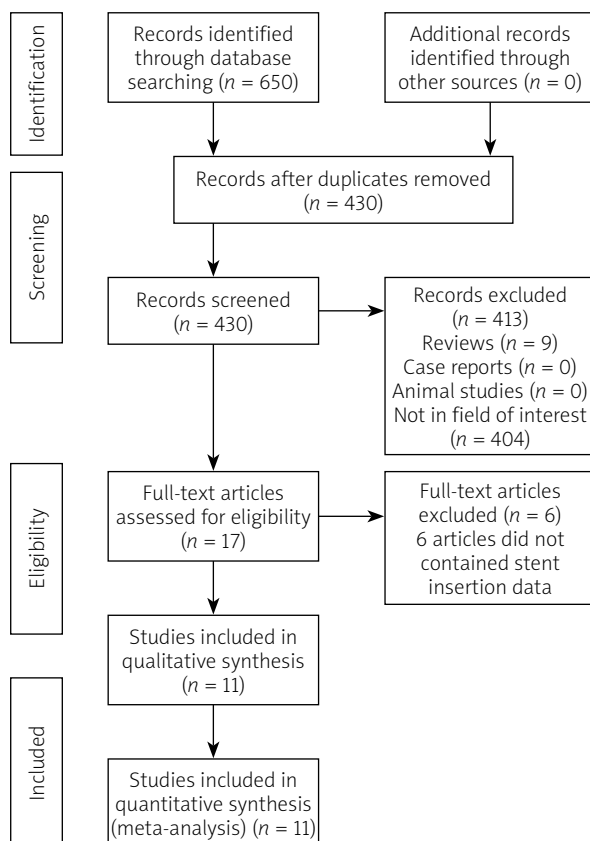 Identification
Records identified
through database
searching (n = 650)
Additional records
identified through
other sources (n = 0)
Records after duplicates removed
(n = 430)
Screening
Records screened
(n = 430)
Records excluded
(n = 413)
Reviews (n = 9)
Case reports (n = 0)
Animal studies (n = 0)
Not in field of interest
(n = 404)
Eligibility
Full-text articles
assessed for eligibility
(n = 17)
Full-text articles
excluded (n = 6)
6 articles did not
contained stent
insertion data
Studies included in
qualitative synthesis
(n = 11)
Included
Studies included in
quantitative synthesis
(meta-analysis) (n = 11)